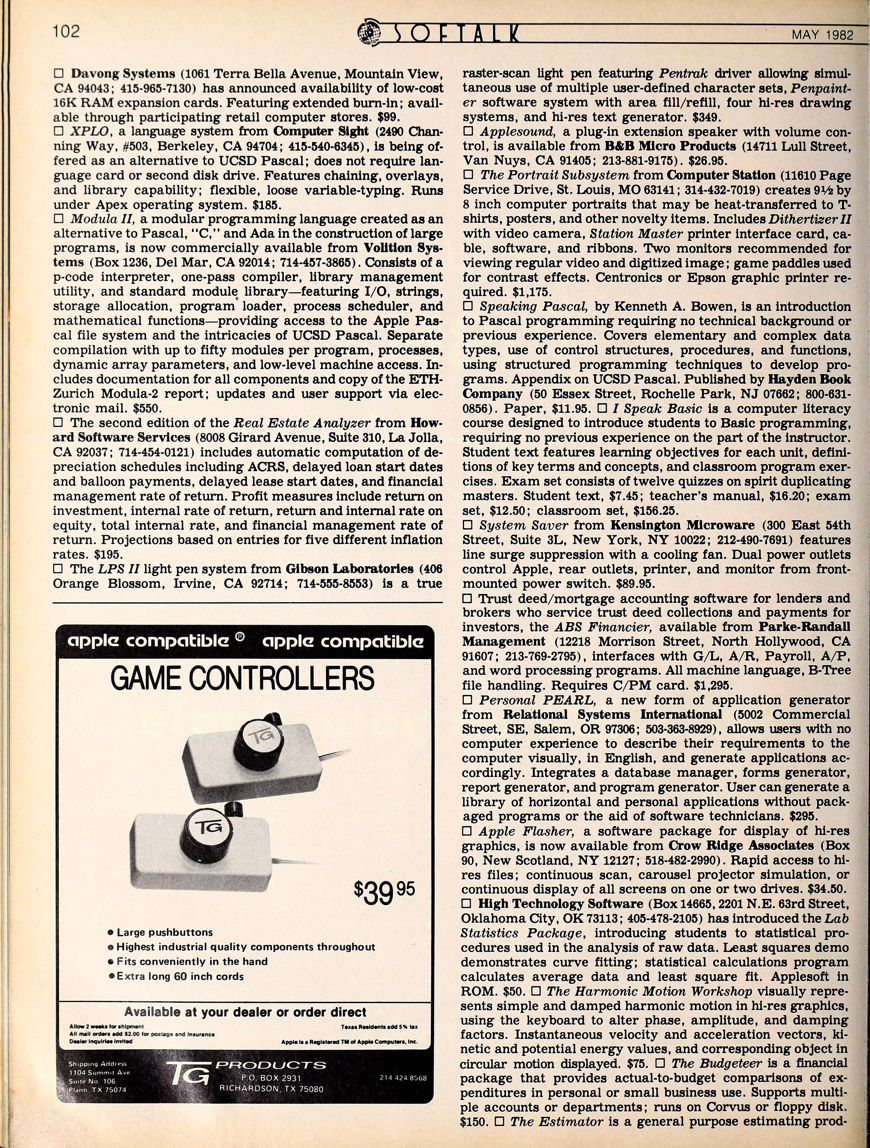 102
SOFTALK
MAY 1982
☐ Davong Systems (1061 Terra Bella Avenue, Mountain View,
CA 94043; 415-965-7130) has announced availability of low-cost
16K RAM expansion cards. Featuring extended burn-in; avail-
able through participating retail computer stores. $99.
☐ XPLO, a language system from Computer Sight (2490 Chan-
ning Way, #503, Berkeley, CA 94704; 415-540-6345), is being of-
fered as an alternative to UCSD Pascal; does not require lan-
guage card or second disk drive. Features chaining, overlays,
and library capability; flexible, loose variable-typing. Runs
under Apex operating system. $185.
☐ Modula II, a modular programming language created as an
alternative to Pascal, "C," and Ada in the construction of large
programs, is now commercially available from Volition Sys-
tems (Box 1236, Del Mar, CA 92014; 714-457-3865). Consists of a
p-code interpreter, one-pass compiler, library management
utility, and standard module library—featuring I/O, strings,
storage allocation, program loader, process scheduler, and
mathematical functions—providing access to the Apple Pas-
cal file system and the intricacies of UCSD Pascal. Separate
compilation with up to fifty modules per program, processes,
dynamic array parameters, and low-level machine access. In-
cludes documentation for all components and copy of the ETH-
Zurich Modula-2 report; updates and user support via elec-
tronic mail. $550.
☐ The second edition of the Real Estate Analyzer from How-
ard Software Services (8008 Girard Avenue, Suite 310, La Jolla,
CA 92037; 714-454-0121) includes automatic computation of de-
preciation schedules including ACRS, delayed loan start dates
and balloon payments, delayed lease start dates, and financial
management rate of return. Profit measures include return on
investment, internal rate of return, return and internal rate on
equity, total internal rate, and financial management rate of
return. Projections based on entries for five different inflation
rates. $195.
☐ The LPS II light pen system from Gibson Laboratories (406
Orange Blossom, Irvine, CA 92714; 714-555-8553) is a true
apple compatible ® apple compatible
GAME CONTROLLERS
TG
TG
$39 95
● Large pushbuttons
● Highest industrial quality components throughout
● Fits conveniently in the hand
● Extra long 60 inch cords
Available at your dealer or order direct
Allow 2 weeks for shipment
All mail orders add $2.00 for postage and insurance
Dealer inquiries invited
Texas Residents add 5% tax
Apple is a Registered TM of Apple Computers, Inc.
Shipping Address
1104 Summit Ave
Suite No. 106
Plano, TX 75074
TG PRODUCTS
P.O. BOX 2931
RICHARDSON, TX 75080
214 424 8568
raster-scan light pen featuring Pentrak driver allowing simul-
taneous use of multiple user-defined character sets, Penpaint-
er software system with area fill/refill, four hi-res drawing
systems, and hi-res text generator. $349.
☐ Applesound, a plug-in extension speaker with volume con-
trol, is available from B&B Micro Products (14711 Lull Street,
Van Nuys, CA 91405; 213-881-9175). $26.95.
☐ The Portrait Subsystem from Computer Station (11610 Page
Service Drive, St. Louis, MO 63141; 314-432-7019) creates 9½ by
8 inch computer portraits that may be heat-transferred to T-
shirts, posters, and other novelty items. Includes Dithertizer II
with video camera, Station Master printer interface card, ca-
ble, software, and ribbons. Two monitors recommended for
viewing regular video and digitized image; game paddles used
for contrast effects. Centronics or Epson graphic printer re-
quired. $1,175.
☐ Speaking Pascal, by Kenneth A. Bowen, is an introduction
to Pascal programming requiring no technical background or
previous experience. Covers elementary and complex data
types, use of control structures, procedures, and functions,
using structured programming techniques to develop pro-
grams. Appendix on UCSD Pascal. Published by Hayden Book
Company (50 Essex Street, Rochelle Park, NJ 07662; 800-631-
0856). Paper, $11.95. ☐ I Speak Basic is a computer literacy
course designed to introduce students to Basic programming,
requiring no previous experience on the part of the instructor.
Student text features learning objectives for each unit, defini-
tions of key terms and concepts, and classroom program exer-
cises. Exam set consists of twelve quizzes on spirit duplicating
masters. Student text, $7.45; teacher's manual, $16.20; exam
set, $12.50; classroom set, $156.25.
☐ System Saver from Kensington Microware (300 East 54th
Street, Suite 3L, New York, NY 10022; 212-490-7691) features
line surge suppression with a cooling fan. Dual power outlets
control Apple, rear outlets, printer, and monitor from front-
mounted power switch. $89.95.
☐ Trust deed/mortgage accounting software for lenders and
brokers who service trust deed collections and payments for
investors, the ABS Financier, available from Parke-Randall
Management (12218 Morrison Street, North Hollywood, CA
91607; 213-769-2795), interfaces with G/L, A/R, Payroll, A/P,
and word processing programs. All machine language, B-Tree
file handling. Requires C/PM card. $1,295.
☐ Personal PEARL, a new form of application generator
from Relational Systems International (5002 Commercial
Street, SE, Salem, OR 97306; 503-363-8929), allows users with no
computer experience to describe their requirements to the
computer visually, in English, and generate applications ac-
cordingly. Integrates a database manager, forms generator,
report generator, and program generator. User can generate a
library of horizontal and personal applications without pack-
aged programs or the aid of software technicians. $295.
☐ Apple Flasher, a software package for display of hi-res
graphics, is now available from Crow Ridge Associates (Box
90, New Scotland, NY 12127; 518-482-2990). Rapid access to hi-
res files; continuous scan, carousel projector simulation, or
continuous display of all screens on one or two drives. $34.50.
☐ High Technology Software (Box 14665, 2201 N.E. 63rd Street,
Oklahoma City, OK 73113; 405-478-2105) has introduced the Lab
Statistics Package, introducing students to statistical pro-
cedures used in the analysis of raw data. Least squares demo
demonstrates curve fitting; statistical calculations program
calculates average data and least square fit. Applesoft in
ROM. $50. ☐ The Harmonic Motion Workshop visually repre-
sents simple and damped harmonic motion in hi-res graphics,
using the keyboard to alter phase, amplitude, and damping
factors. Instantaneous velocity and acceleration vectors, ki-
netic and potential energy values, and corresponding object in
circular motion displayed. $75. ☐ The Budgeteer is a financial
package that provides actual-to-budget comparisons of ex-
penditures in personal or small business use. Supports multi-
ple accounts or departments; runs on Corvus or floppy disk.
$150. ☐ The Estimator is a general purpose estimating prod-